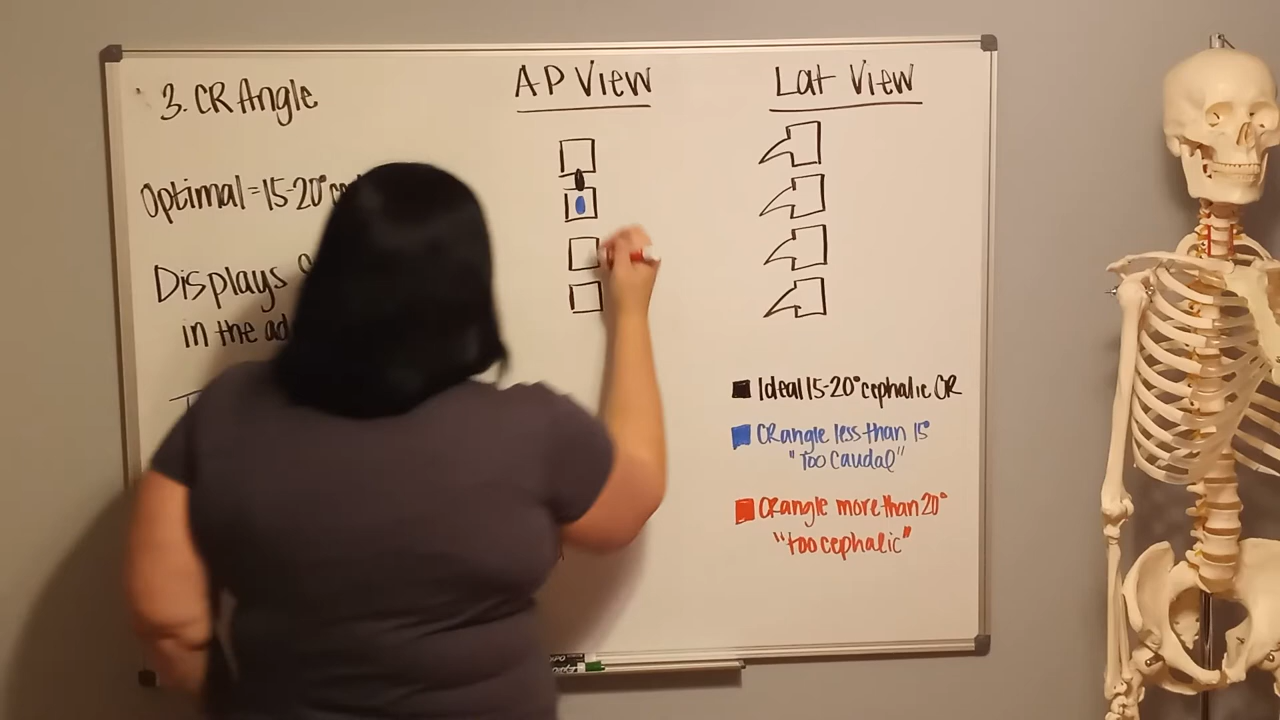 3. CR Angle
Optimal = 15-20°
Displays
in the
AP View
Lat View
Ideal 15-20° cephalic CR
CR angle less than 15°
"too caudal"
CR angle more than 20°
"too cephalic"
EXPO